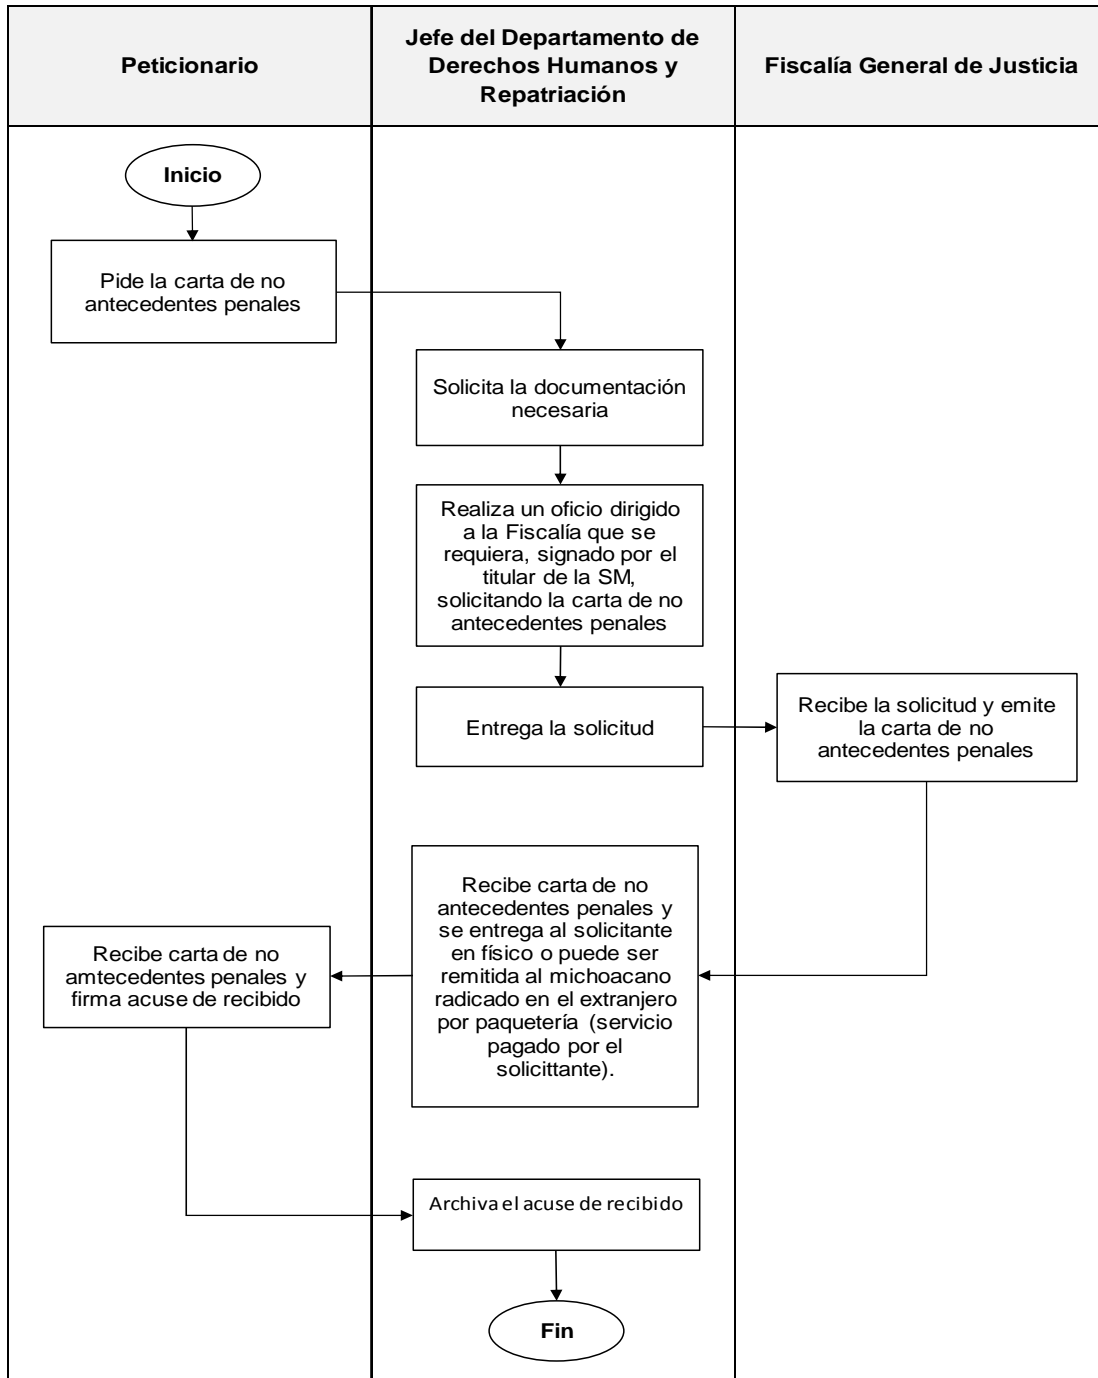 Peticionario
Jefe del Departamento de
Derechos Humanos y
Repatriación
Fiscalía General de Justicia
Inicio
Pide la carta de no
antecedentes penales
Solicita la documentación
necesaria
Realiza un oficio dirigido
a la Fiscalía que se
requiera, signado por el
titular de la SM,
solicitando la carta de no
antecedentes penales
Entrega la solicitud
Recibe la solicitud y emite
la carta de no
antecedentes penales
Recibe carta de no
antecedentes penales y
se entrega al solicitante
en físico o puede ser
remitida al michoacano
radicado en el extranjero
por paquetería (servicio
pagado por el
solicittante).
Recibe carta de no
amtecedentes penales y
firma acuse de recibido
Archiva el acuse de recibido
Fin